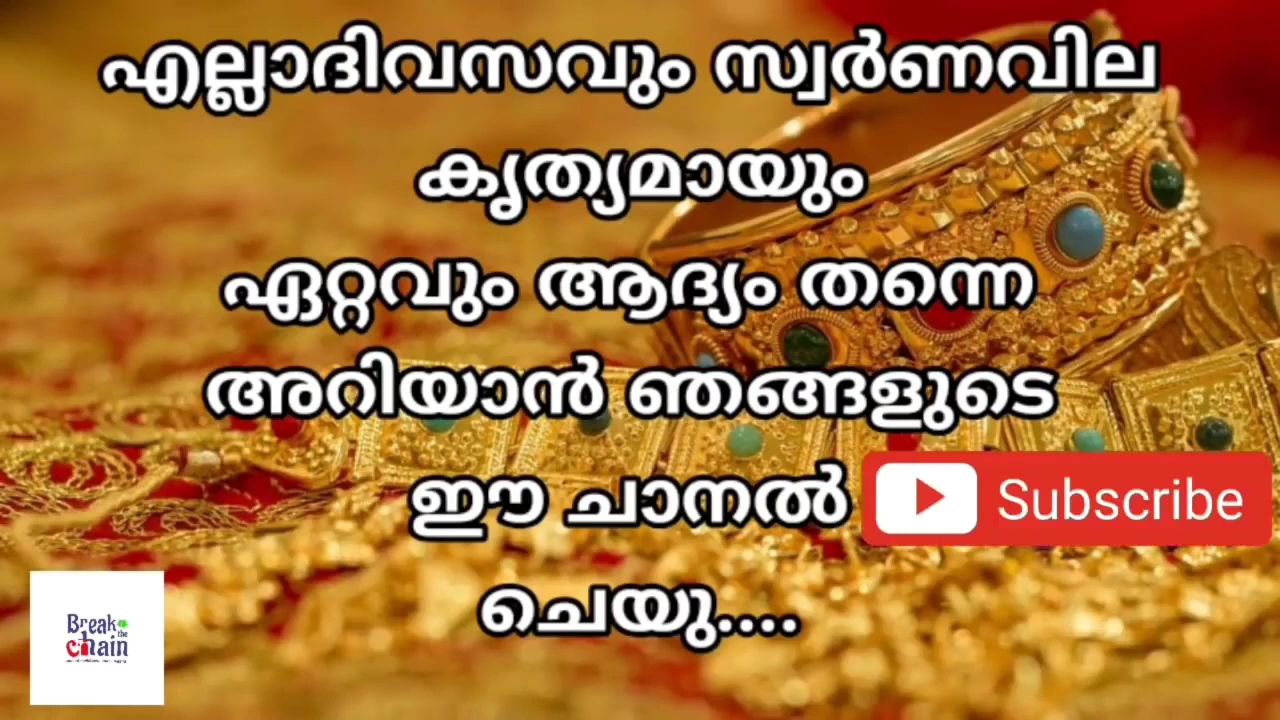 എല്ലാദിവസവും സ്വർണവില
കൃത്യമായും
ഏറ്റവും ആദ്യം തന്നെ
അറിയാൻ ഞങ്ങളുടെ
ഈ ചാനൽ Subscribe
ചെയു....
Break
the
chain